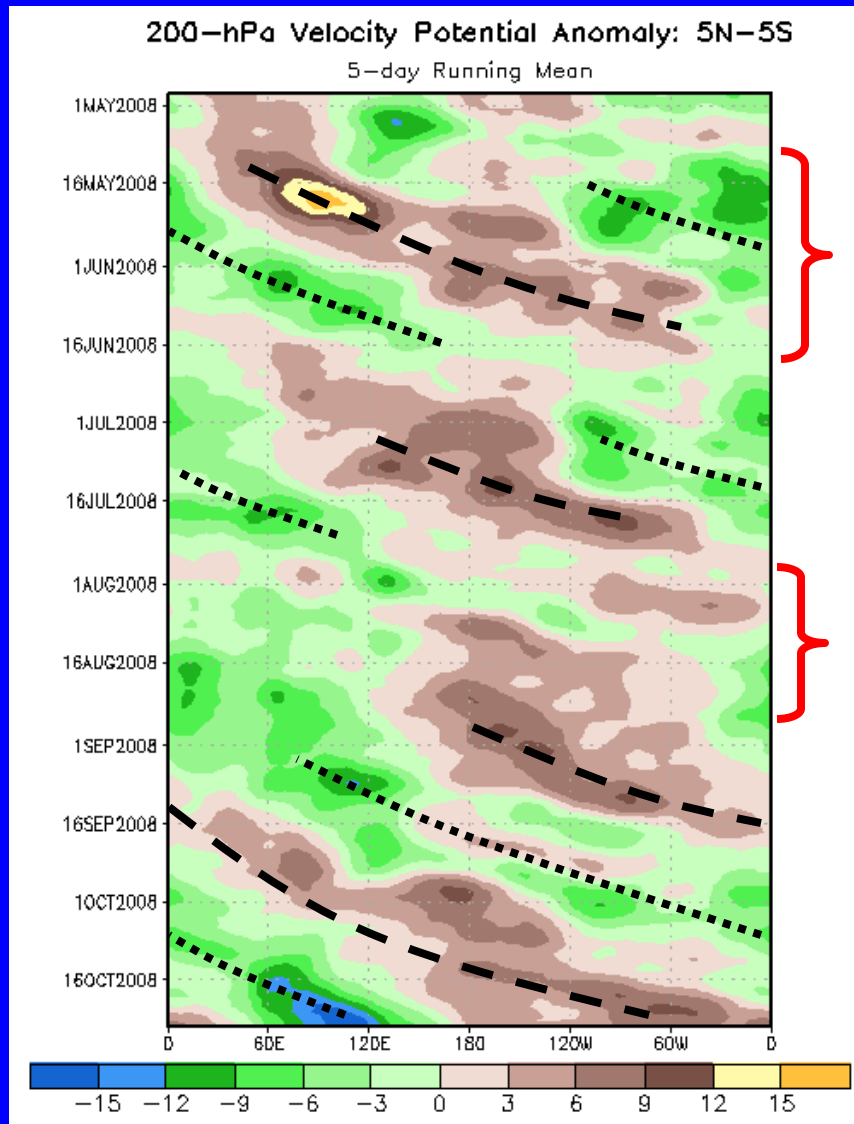 200-hPa Velocity Potential Anomaly: 5N-5S
5-day Running Mean
1MAY2008
16MAY2008
1JUN2008
16JUN2008
1JUL2008
16JUL2008
1AUG2008
16AUG2008
1SEP2008
16SEP2008
1OCT2008
16OCT2008
0 60E 120E 180 120W 60W 0
-15 -12 -9 -6 -3 0 3 6 9 12 15